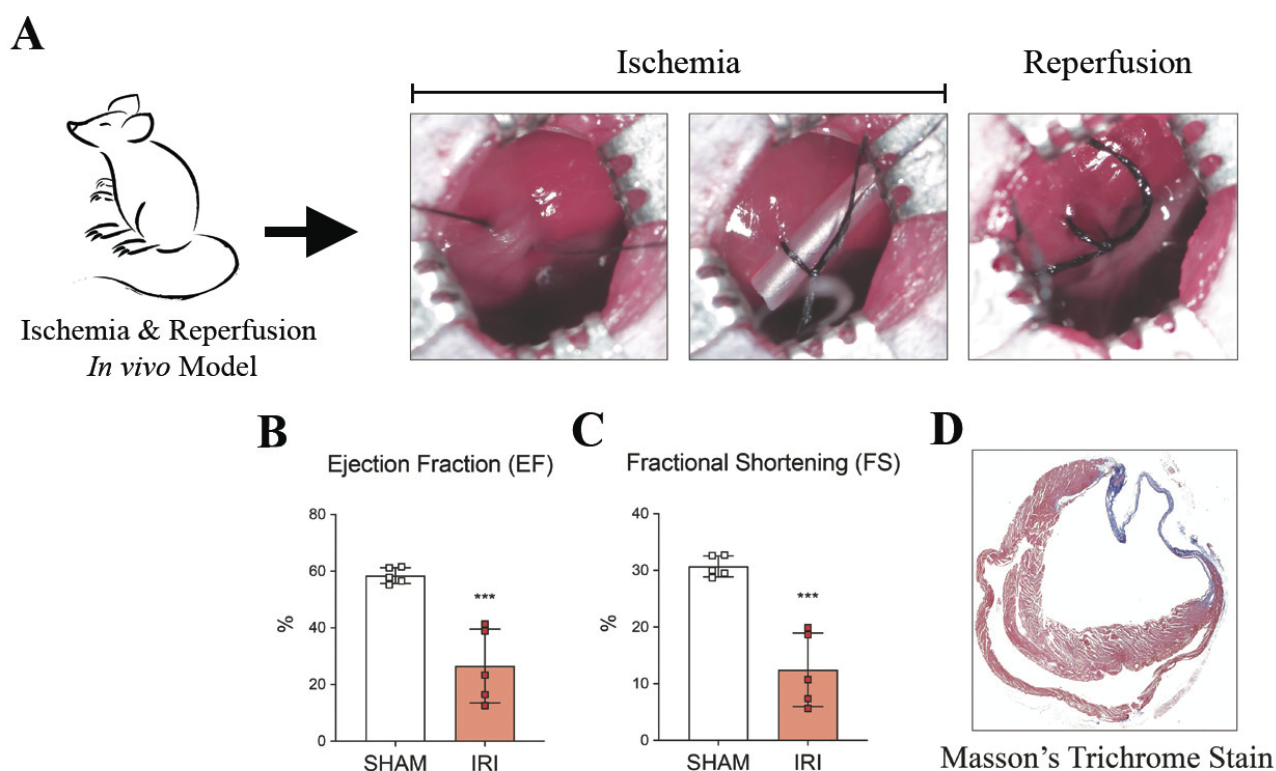 A
Ischemia
Reperfusion
Ischemia & Reperfusion
In vivo Model
B
Ejection Fraction (EF)
%
80
60
40
20
0
***
SHAM
IRI
C
Fractional Shortening (FS)
%
40
30
20
10
0
***
SHAM
IRI
D
Masson's Trichrome Stain